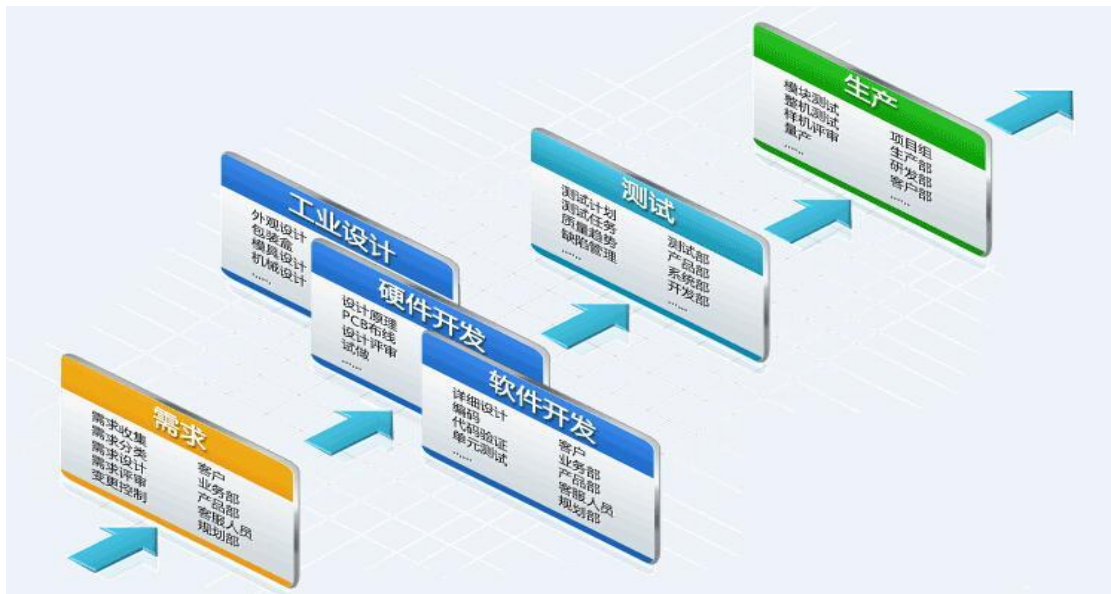 需求
需求收集
需求分类
需求设计
需求评审
变更控制
客户
业务部
产品部
客服人员
规划部
工业设计
外观设计
包装盒
模具设计
机械设计
……
硬件开发
设计原理
PCB布线
设计评审
试做
……
软件开发
详细设计
编码
代码验证
单元测试
……
客户
业务部
产品部
客服人员
规划部
测试
测试计划
测试任务
质量趋势
缺陷管理
……
测试部
产品部
系统部
开发部
……
生产
模块测试
整机测试
样机评审
量产
……
项目组
生产部
研发部
客户部
……